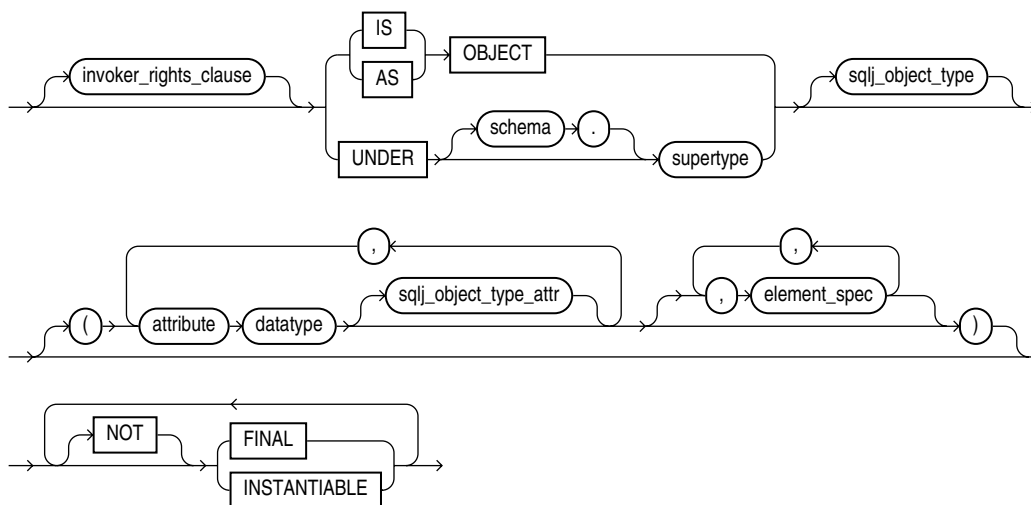 IS
invoker_rights_clause AS OBJECT sqlj_object_type
schema .
UNDER supertype
, ,
sqlj_object_type_attr , element_spec
( attribute datatype )
NOT FINAL
INSTANTIABLE